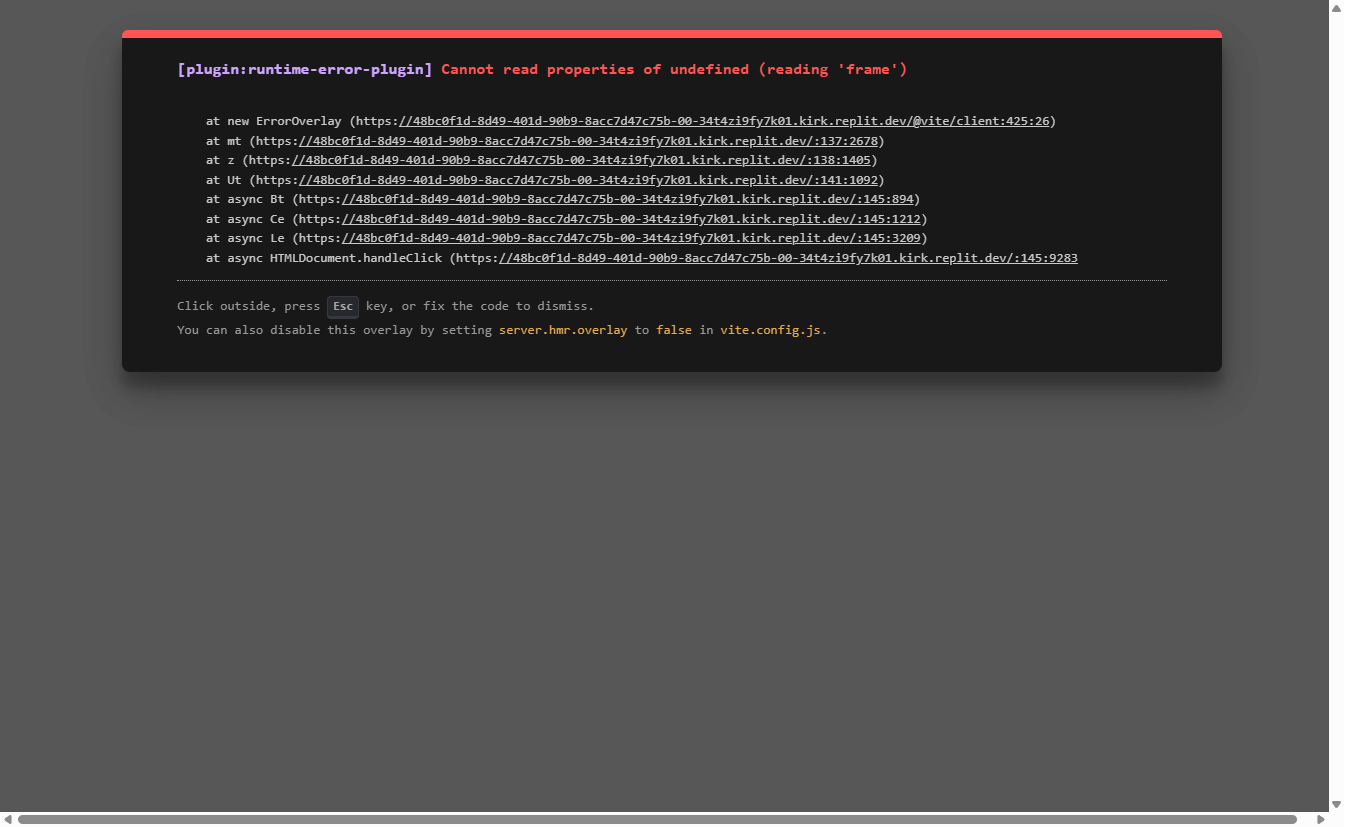 [plugin:runtime-error-plugin] Cannot read properties of undefined (reading 'frame')
at new ErrorOverlay (https://48bc0f1d-8d49-401d-90b9-8acc7d47c75b-00-34t4zi9fy7k01.kirk.replit.dev/@vite/client:425:26)
at mt (https://48bc0f1d-8d49-401d-90b9-8acc7d47c75b-00-34t4zi9fy7k01.kirk.replit.dev/:137:2678)
at z (https://48bc0f1d-8d49-401d-90b9-8acc7d47c75b-00-34t4zi9fy7k01.kirk.replit.dev/:138:1405)
at Ut (https://48bc0f1d-8d49-401d-90b9-8acc7d47c75b-00-34t4zi9fy7k01.kirk.replit.dev/:141:1092)
at async Bt (https://48bc0f1d-8d49-401d-90b9-8acc7d47c75b-00-34t4zi9fy7k01.kirk.replit.dev/:145:894)
at async Ce (https://48bc0f1d-8d49-401d-90b9-8acc7d47c75b-00-34t4zi9fy7k01.kirk.replit.dev/:145:1212)
at async Le (https://48bc0f1d-8d49-401d-90b9-8acc7d47c75b-00-34t4zi9fy7k01.kirk.replit.dev/:145:3209)
at async HTMLDocument.handleClick (https://48bc0f1d-8d49-401d-90b9-8acc7d47c75b-00-34t4zi9fy7k01.kirk.replit.dev/:145:9283
Click outside, press Esc key, or fix the code to dismiss.
You can also disable this overlay by setting server.hmr.overlay to false in vite.config.js.